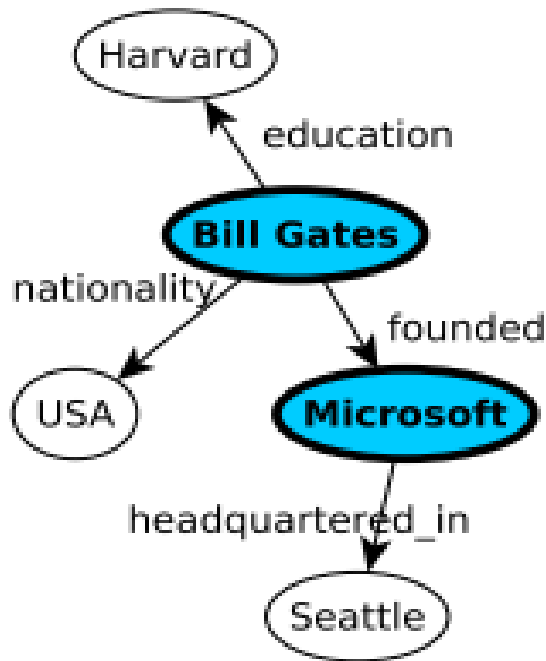 Harvard
education
Bill Gates
nationality
founded
USA
Microsoft
headquartered_in
Seattle